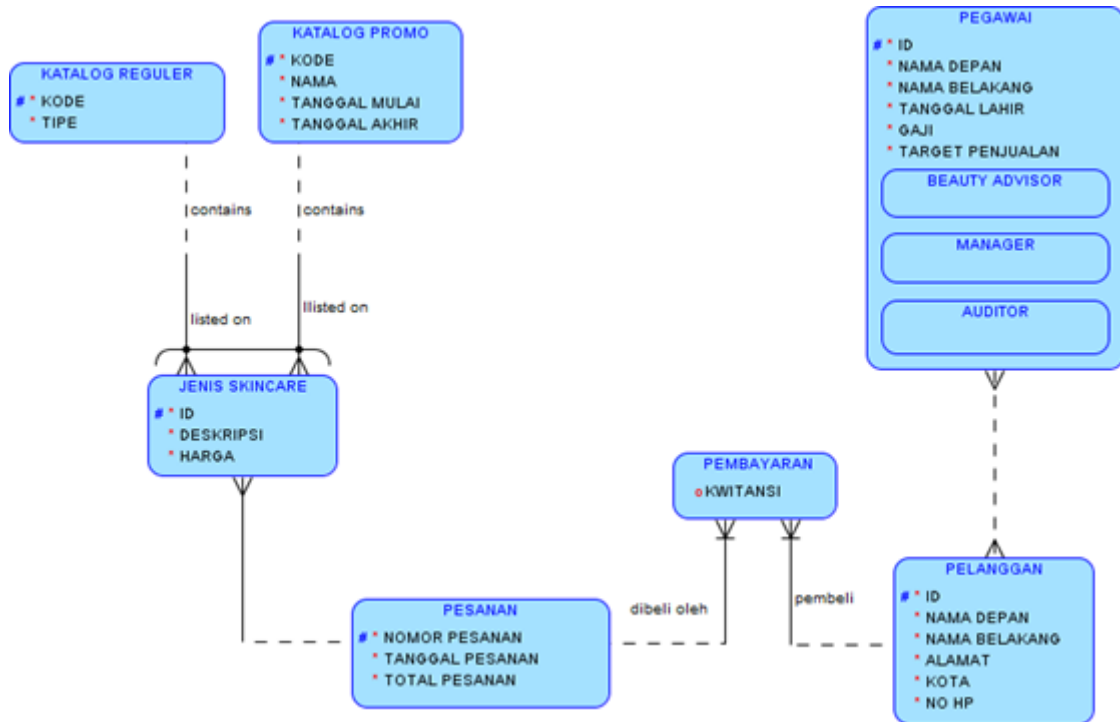 KATALOG REGULER
# * KODE
* TIPE
KATALOG PROMO
# * KODE
* NAMA
* TANGGAL MULAI
* TANGGAL AKHIR
PEGAWAI
# * ID
* NAMA DEPAN
* NAMA BELAKANG
* TANGGAL LAHIR
* GAJI
* TARGET PENJUALAN
BEAUTY ADVISOR
MANAGER
AUDITOR
contains
contains
listed on
llisted on
JENIS SKINCARE
# * ID
* DESKRIPSI
* HARGA
PEMBAYARAN
o KWITANSI
dibeli oleh
pembeli
PESANAN
# * NOMOR PESANAN
* TANGGAL PESANAN
* TOTAL PESANAN
PELANGGAN
# * ID
* NAMA DEPAN
* NAMA BELAKANG
* ALAMAT
* KOTA
* NO HP